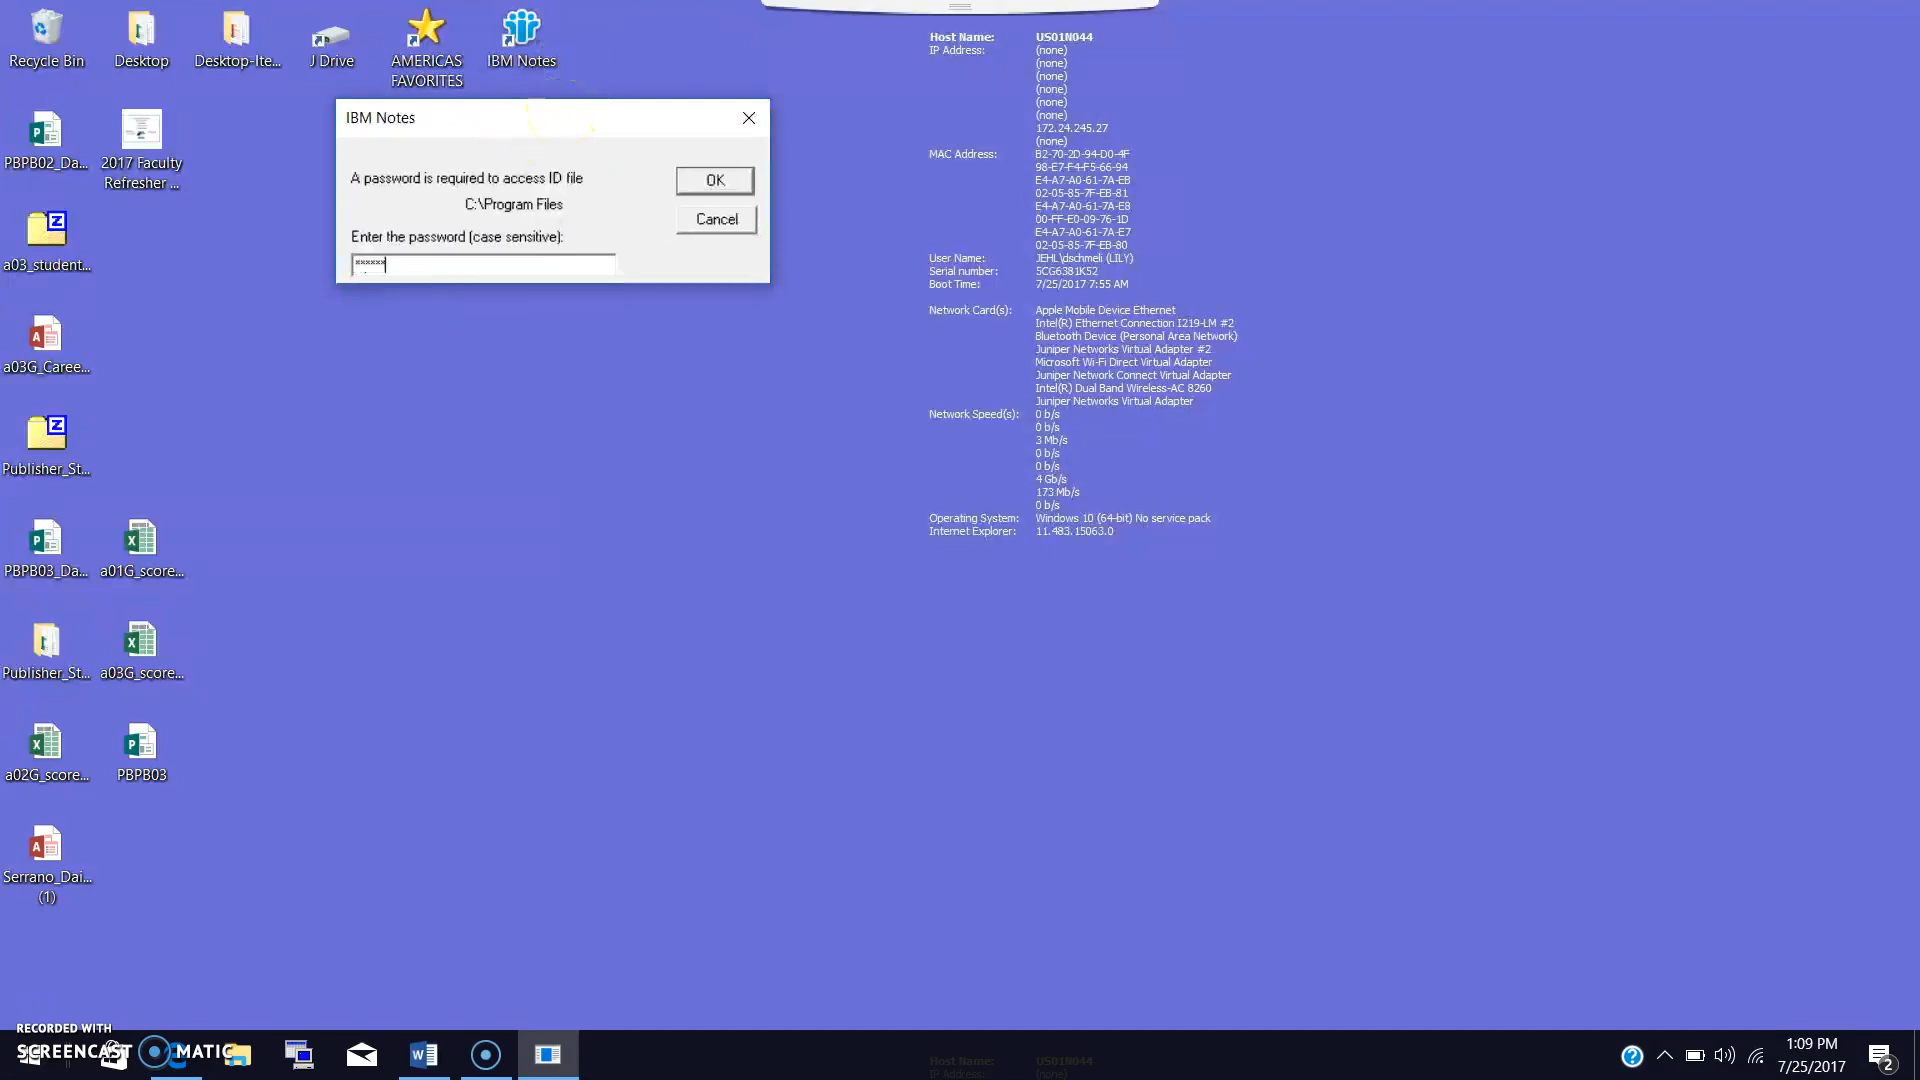 Recycle Bin
Desktop
Desktop-Ite...
J Drive
AMERICAS
FAVORITES
IBM Notes
PBPB02_Da...
2017 Faculty
Refresher ...
a03_student...
a03G_Caree...
Publisher_St...
PBPB03_Da...
a01G_score...
Publisher_St...
a03G_score...
a02G_score...
PBPB03
Serrano_Dai...
(1)
IBM Notes
A password is required to access ID file
C:\Program Files
Enter the password (case sensitive):
******
OK
Cancel
Host Name: US01N044
IP Address: (none)
(none)
(none)
(none)
(none)
(none)
172.24.245.27
(none)
MAC Address: B2-70-2D-94-D0-4F
98-E7-F4-F5-66-94
E4-A7-A0-61-7A-EB
02-05-85-7F-EB-81
E4-A7-A0-61-7A-E8
00-FF-E0-09-76-1D
E4-A7-A0-61-7A-E7
02-05-85-7F-EB-80
User Name: JEHL\dschmeli (LILY)
Serial number: 5CG6381K52
Boot Time: 7/25/2017 7:55 AM
Network Card(s): Apple Mobile Device Ethernet
Intel(R) Ethernet Connection I219-LM #2
Bluetooth Device (Personal Area Network)
Juniper Networks Virtual Adapter #2
Microsoft Wi-Fi Direct Virtual Adapter
Juniper Network Connect Virtual Adapter
Intel(R) Dual Band Wireless-AC 8260
Juniper Networks Virtual Adapter
Network Speed(s): 0 b/s
0 b/s
3 Mb/s
0 b/s
0 b/s
4 Gb/s
173 Mb/s
0 b/s
Operating System: Windows 10 (64-bit) No service pack
Internet Explorer: 11.483.15063.0
RECORDED WITH
SCREENCAST MATIC
Host Name: US01N044
IP Address: (none)
1:09 PM
7/25/2017
2